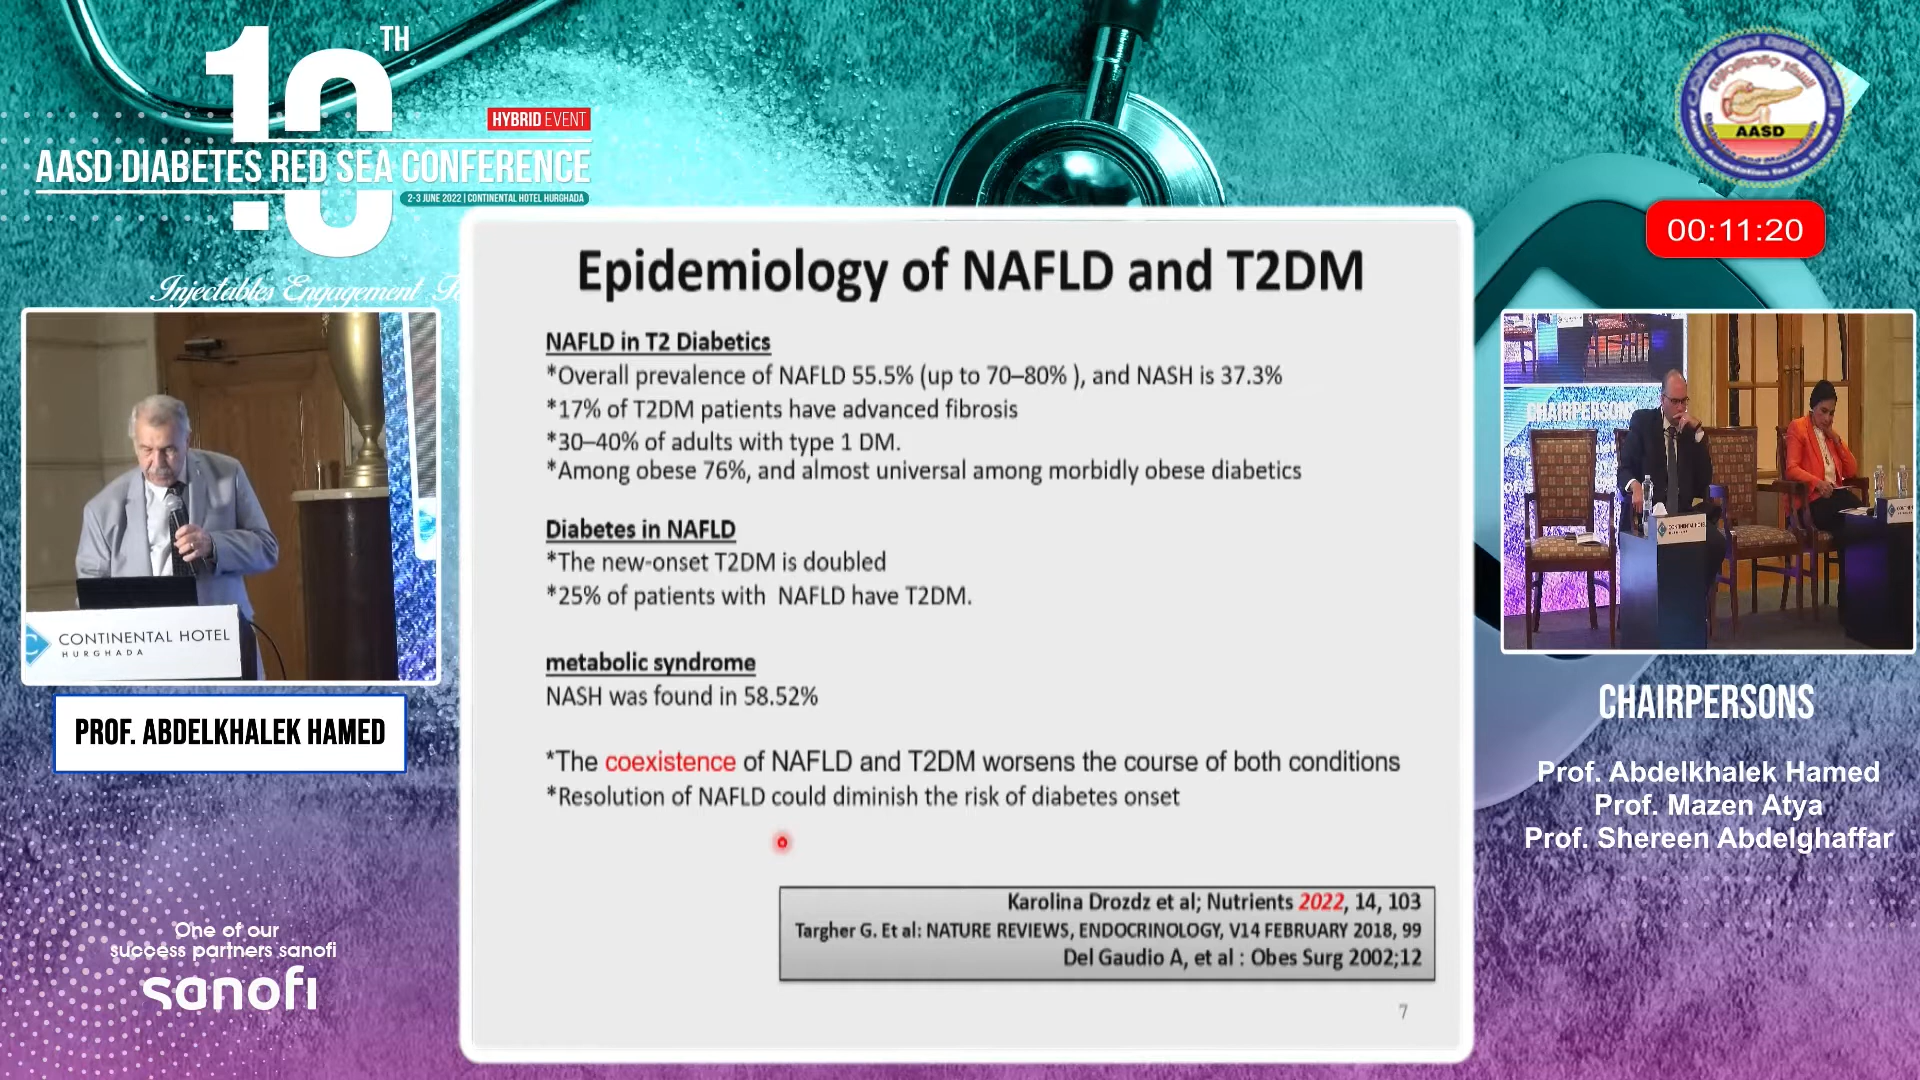 10TH
HYBRID EVENT
AASD DIABETES RED SEA CONFERENCE
2-3 JUNE 2022 | CONTINENTAL HOTEL HURGHADA
Injectables Engagement
AASD
00:11:20
Epidemiology of NAFLD and T2DM
NAFLD in T2 Diabetics
*Overall prevalence of NAFLD 55.5% (up to 70–80% ), and NASH is 37.3%
*17% of T2DM patients have advanced fibrosis
*30–40% of adults with type 1 DM.
*Among obese 76%, and almost universal among morbidly obese diabetics
Diabetes in NAFLD
*The new-onset T2DM is doubled
*25% of patients with NAFLD have T2DM.
metabolic syndrome
NASH was found in 58.52%
*The coexistence of NAFLD and T2DM worsens the course of both conditions
*Resolution of NAFLD could diminish the risk of diabetes onset
Karolina Drozdz et al; Nutrients 2022, 14, 103
Targher G. Et al: NATURE REVIEWS, ENDOCRINOLOGY, V14 FEBRUARY 2018, 99
Del Gaudio A, et al : Obes Surg 2002;12
7
CONTINENTAL HOTEL
HURGHADA
PROF. ABDELKHALEK HAMED
One of our
success partners sanofi
sanofi
CHAIRPERSONS
CONTINENTAL HOTEL
CHAIRPERSONS
Prof. Abdelkhalek Hamed
Prof. Mazen Atya
Prof. Shereen Abdelghaffar